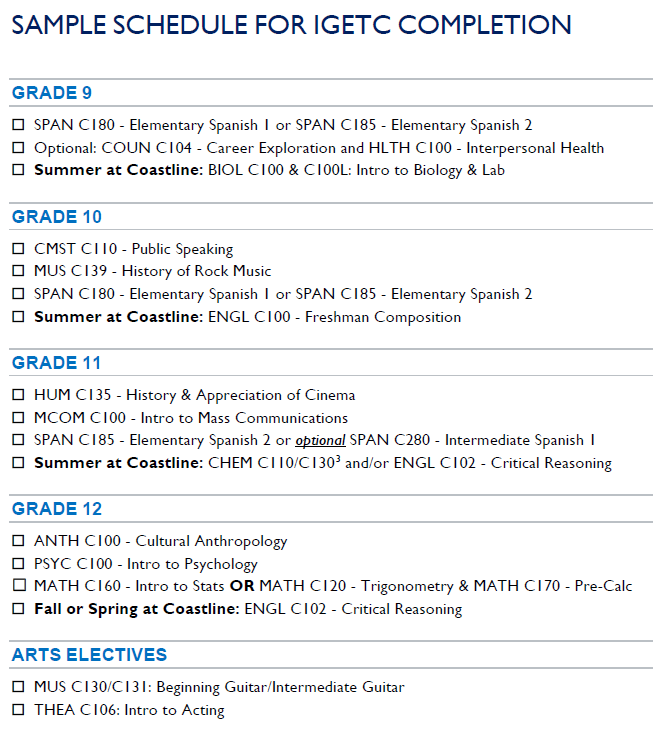 SAMPLE SCHEDULE FOR IGETC COMPLETION
GRADE 9
☐ SPAN C180 - Elementary Spanish 1 or SPAN C185 - Elementary Spanish 2
☐ Optional: COUN C104 - Career Exploration and HLTH C100 - Interpersonal Health
☐ Summer at Coastline: BIOL C100 & C100L: Intro to Biology & Lab
GRADE 10
☐ CMST C110 - Public Speaking
☐ MUS C139 - History of Rock Music
☐ SPAN C180 - Elementary Spanish 1 or SPAN C185 - Elementary Spanish 2
☐ Summer at Coastline: ENGL C100 - Freshman Composition
GRADE 11
☐ HUM C135 - History & Appreciation of Cinema
☐ MCOM C100 - Intro to Mass Communications
☐ SPAN C185 - Elementary Spanish 2 or optional SPAN C280 - Intermediate Spanish 1
☐ Summer at Coastline: CHEM C110/C130³ and/or ENGL C102 - Critical Reasoning
GRADE 12
☐ ANTH C100 - Cultural Anthropology
☐ PSYC C100 - Intro to Psychology
☐ MATH C160 - Intro to Stats OR MATH C120 - Trigonometry & MATH C170 - Pre-Calc
☐ Fall or Spring at Coastline: ENGL C102 - Critical Reasoning
ARTS ELECTIVES
☐ MUS C130/C131: Beginning Guitar/Intermediate Guitar
☐ THEA C106: Intro to Acting